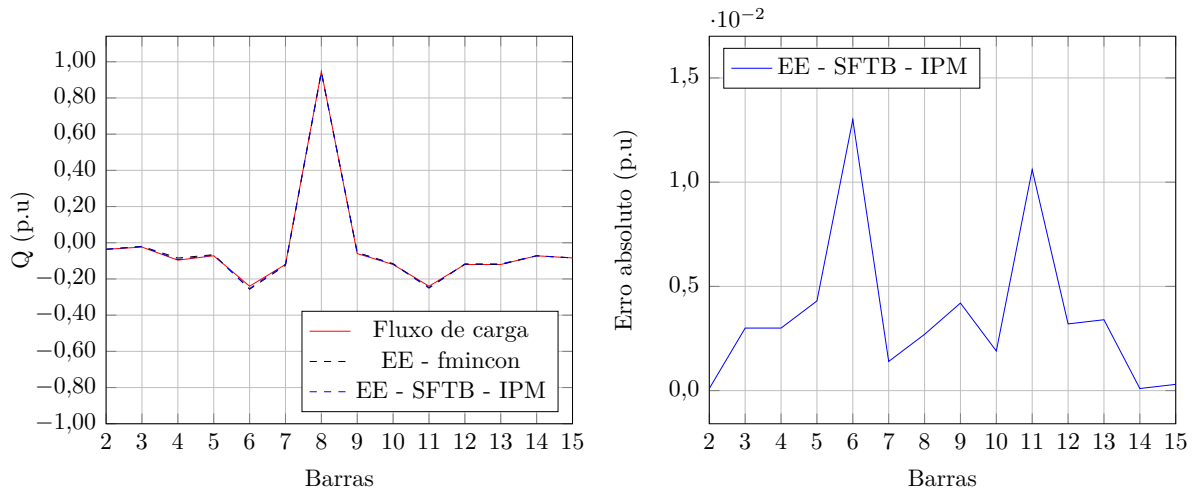 1,00
0,80
0,60
0,40
0,20
0,00
−0,20
−0,40
−0,60
−0,80
−1,00
Q (p.u)
2 3 4 5 6 7 8 9 10 11 12 13 14 15
Barras
Fluxo de carga
EE - fmincon
EE - SFTB - IPM
·10−2
1,5
1,0
0,5
0,0
Erro absoluto (p.u)
2 3 4 5 6 7 8 9 10 11 12 13 14 15
Barras
EE - SFTB - IPM